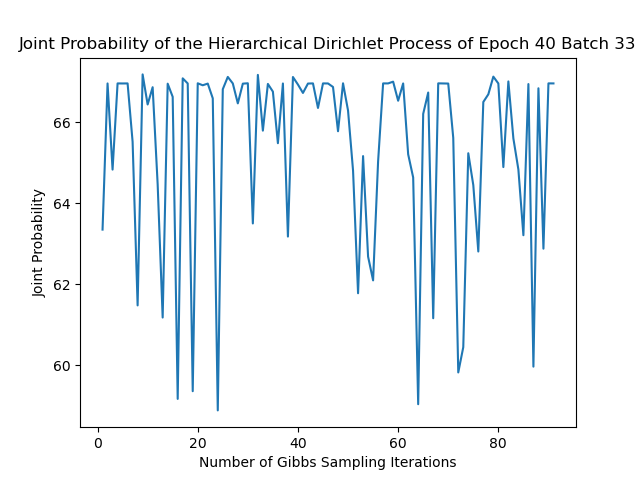 Joint Probability of the Hierarchical Dirichlet Process of Epoch 40 Batch 33
66
64
62
60
Joint Probability
0 20 40 60 80
Number of Gibbs Sampling Iterations